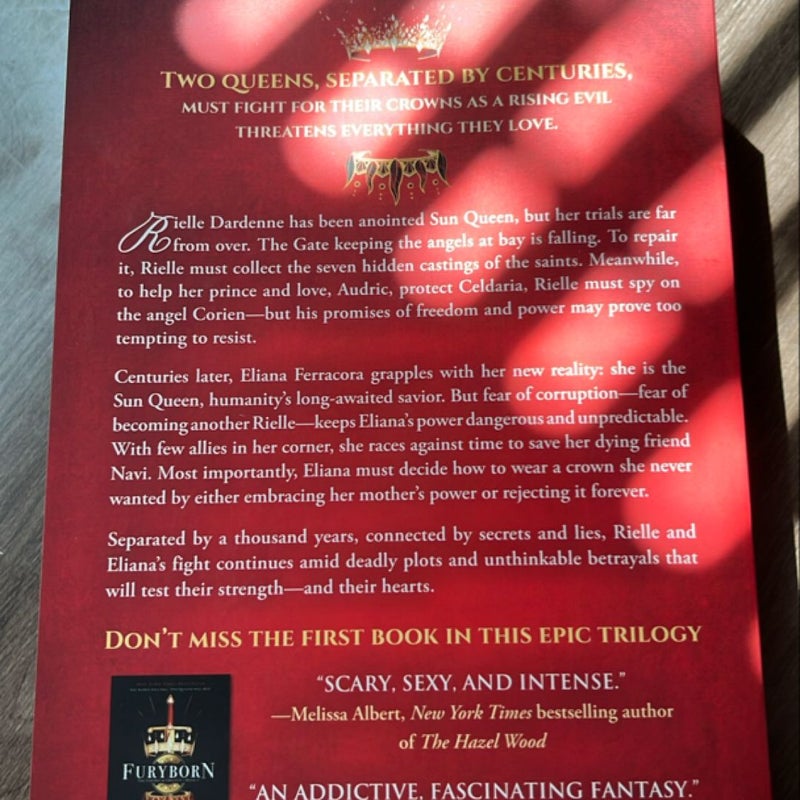 TWO QUEENS, SEPARATED BY CENTURIES,
MUST FIGHT FOR THEIR CROWNS AS A RISING EVIL
THREATENS EVERYTHING THEY LOVE.
Rielle Dardenne has been anointed Sun Queen, but her trials are far
from over. The Gate keeping the angels at bay is falling. To repair
it, Rielle must collect the seven hidden castings of the saints. Meanwhile,
to help her prince and love, Audric, protect Celdaria, Rielle must spy on
the angel Corien—but his promises of freedom and power may prove too
tempting to resist.
Centuries later, Eliana Ferracora grapples with her new reality: she is the
Sun Queen, humanity's long-awaited savior. But fear of corruption—fear of
becoming another Rielle—keeps Eliana's power dangerous and unpredictable.
With few allies in her corner, she races against time to save her dying friend
Navi. Most importantly, Eliana must decide how to wear a crown she never
wanted by either embracing her mother's power or rejecting it forever.
Separated by a thousand years, connected by secrets and lies, Rielle and
Eliana's fight continues amid deadly plots and unthinkable betrayals that
will test their strength—and their hearts.
DON'T MISS THE FIRST BOOK IN THIS EPIC TRILOGY
"SCARY, SEXY, AND INTENSE."
—Melissa Albert, New York Times bestselling author
of The Hazel Wood
FURYBORN
"AN ADDICTIVE, FASCINATING FANTASY."